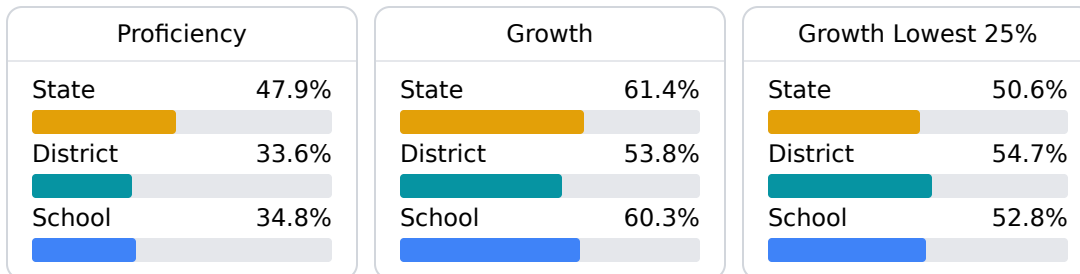 Proficiency
State 47.9%
District 33.6%
School 34.8%
Growth
State 61.4%
District 53.8%
School 60.3%
Growth Lowest 25%
State 50.6%
District 54.7%
School 52.8%